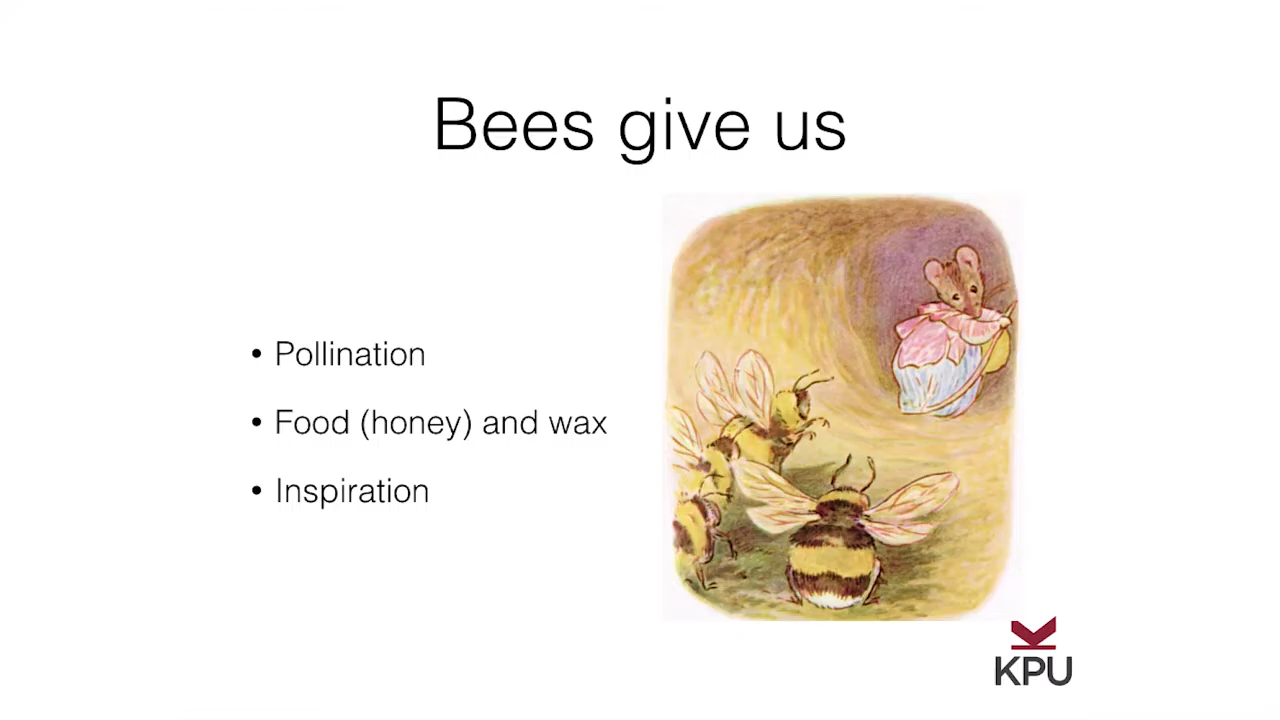 Bees give us
• Pollination
• Food (honey) and wax
• Inspiration
KPU